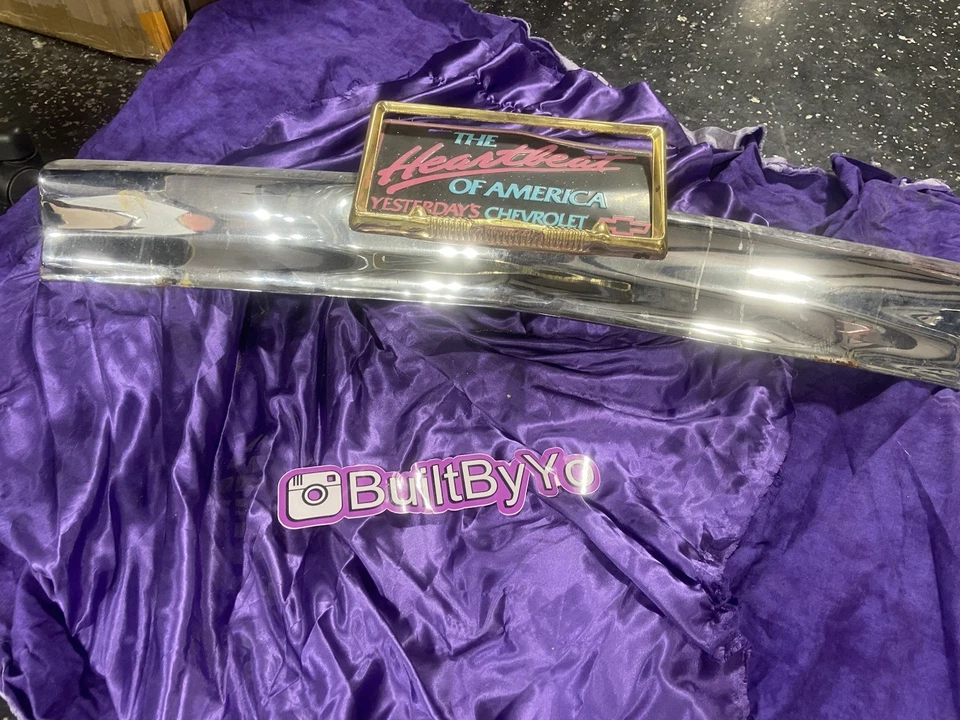 THE
Heartbeat
OF AMERICA
YESTERDAY'S CHEVROLET
BuiltByYo